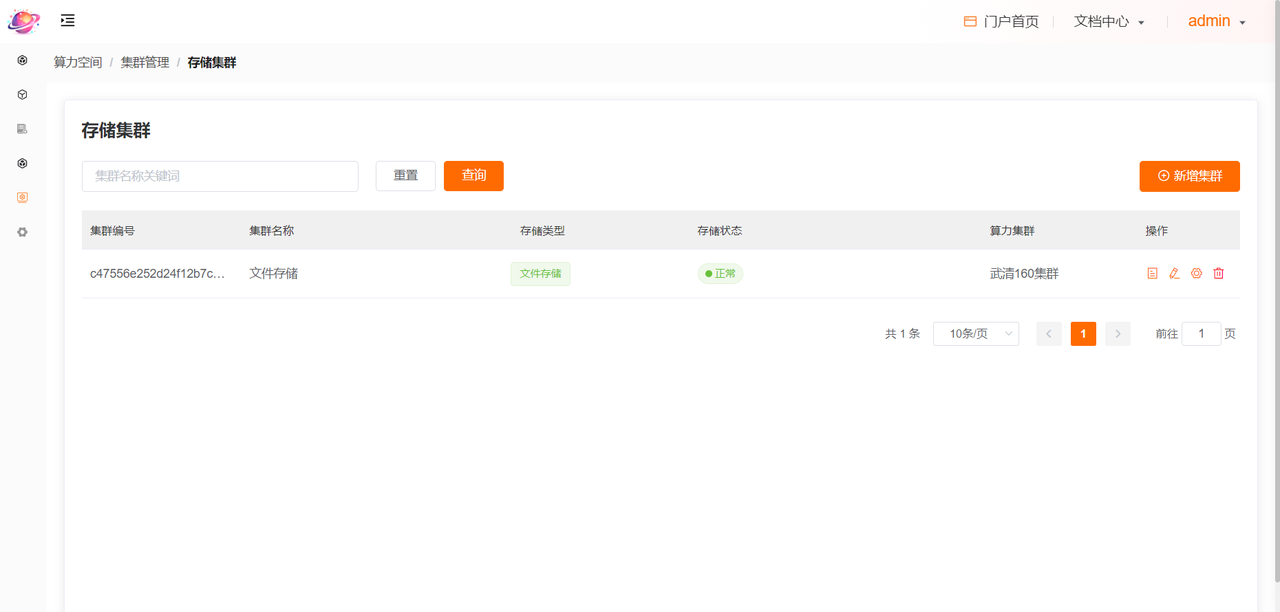 门户首页 文档中心 admin
算力空间 / 集群管理 / 存储集群
存储集群
集群名称关键词 重置 查询 新增集群
集群编号 集群名称 存储类型 存储状态 算力集群 操作
c47556e252d24f12b7c... 文件存储 文件存储 正常 武清160集群
共 1 条 10条/页 1 前往 1 页